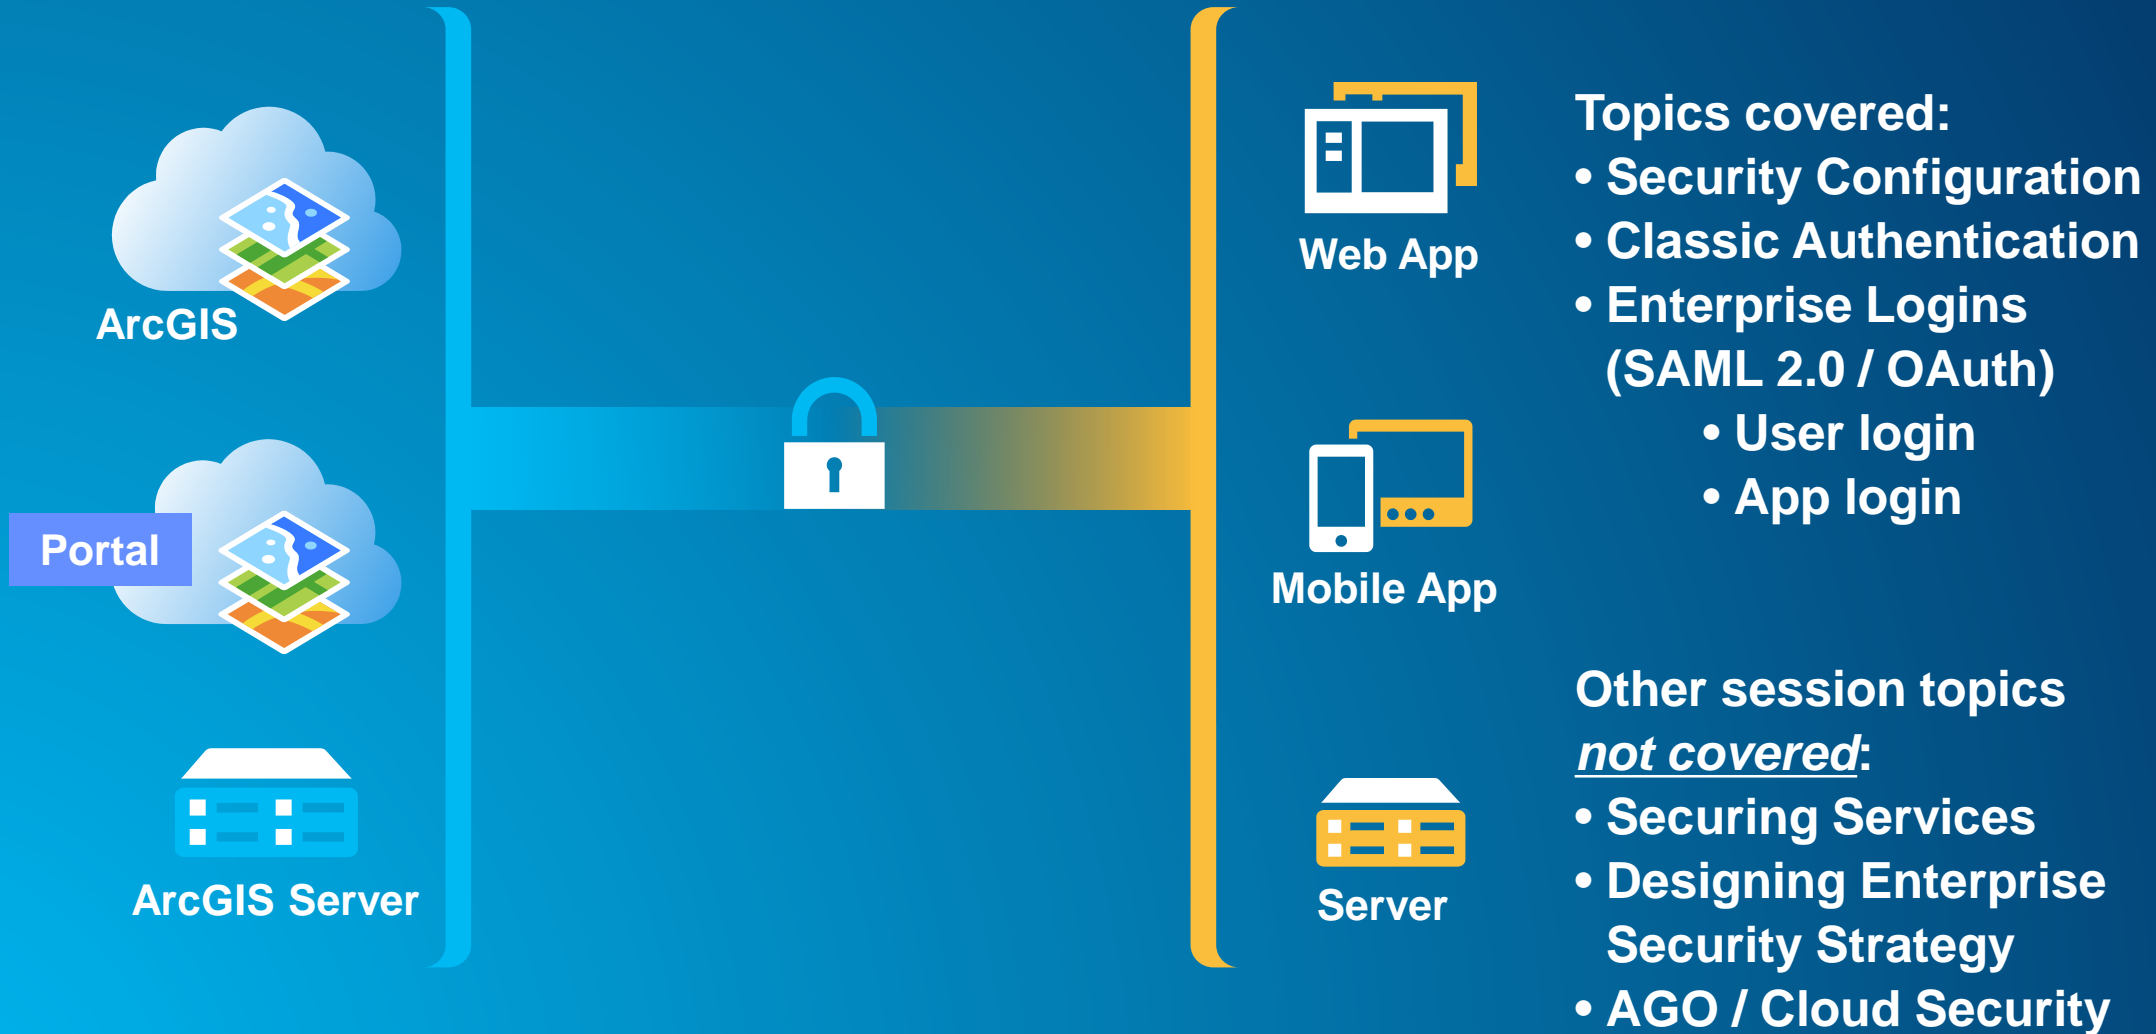 ArcGIS
Portal
ArcGIS Server
Web App
Mobile App
Server
Topics covered:
• Security Configuration
• Classic Authentication
• Enterprise Logins
(SAML 2.0 / OAuth)
• User login
• App login
Other session topics
not covered:
• Securing Services
• Designing Enterprise
Security Strategy
• AGO / Cloud Security